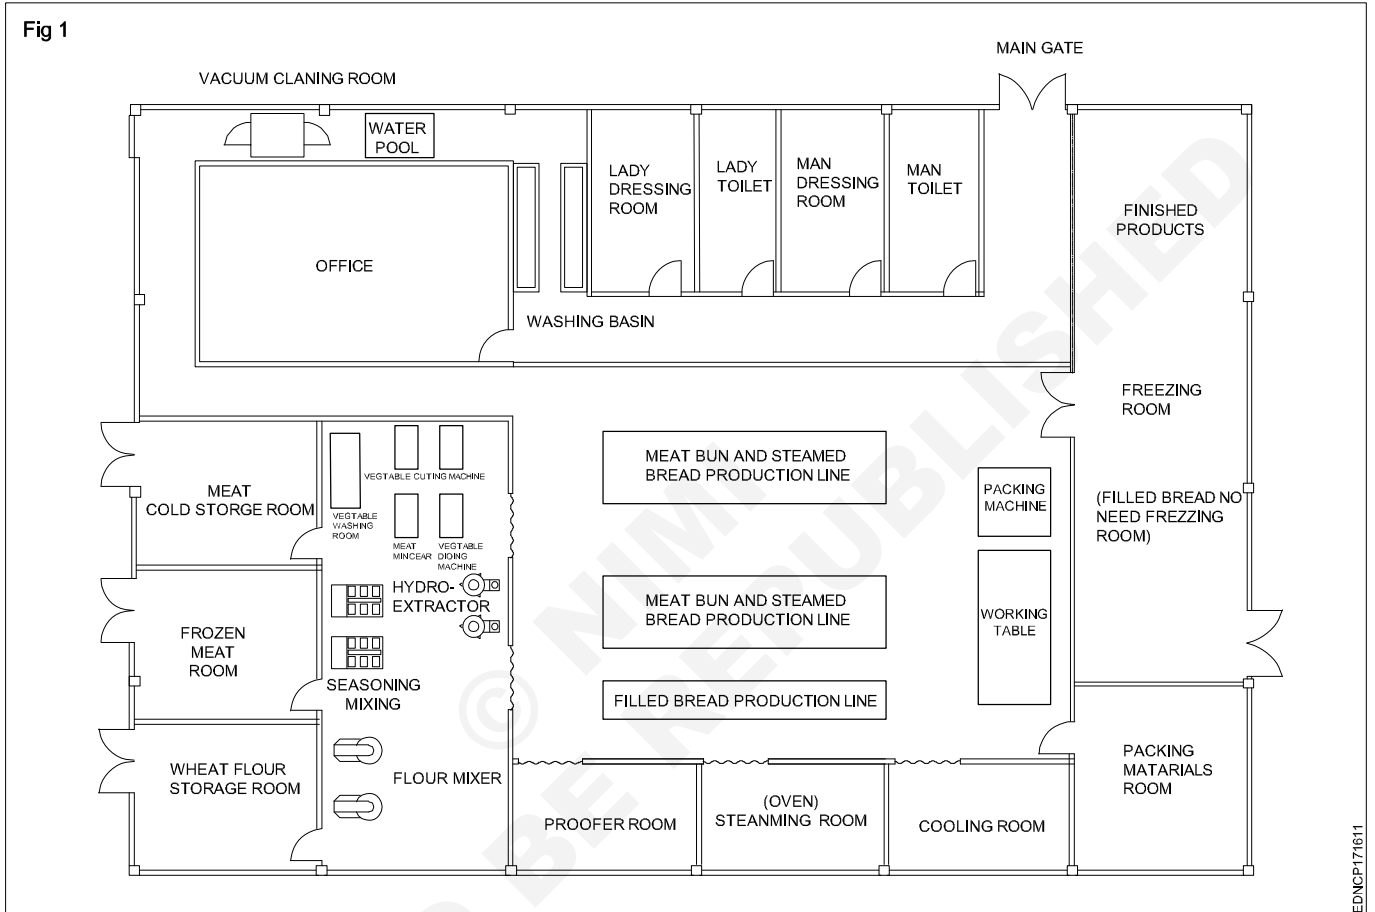 Fig 1
MAIN GATE
VACUUM CLANING ROOM
WATER
POOL
LADY
DRESSING
ROOM
LADY
TOILET
MAN
DRESSING
ROOM
MAN
TOILET
FINISHED
PRODUCTS
OFFICE
WASHING BASIN
FREEZING
ROOM
MEAT
COLD STORGE ROOM
VEGTABLE CUTING MACHINE
VEGTABLE
WASHING
ROOM
MEAT
MINCEAR
VEGTABLE
DIOING
MACHINE
MEAT BUN AND STEAMED
BREAD PRODUCTION LINE
PACKING
MACHINE
(FILLED BREAD NO
NEED FREZZING
ROOM)
HYDRO-
EXTRACTOR
MEAT BUN AND STEAMED
BREAD PRODUCTION LINE
WORKING
TABLE
FROZEN
MEAT
ROOM
SEASONING
MIXING
FILLED BREAD PRODUCTION LINE
WHEAT FLOUR
STORAGE ROOM
FLOUR MIXER
PROOFER ROOM
(OVEN)
STEANMING ROOM
COOLING ROOM
PACKING
MATARIALS
ROOM
EDNCP171611
© NIMI
BE REPUBLISHED